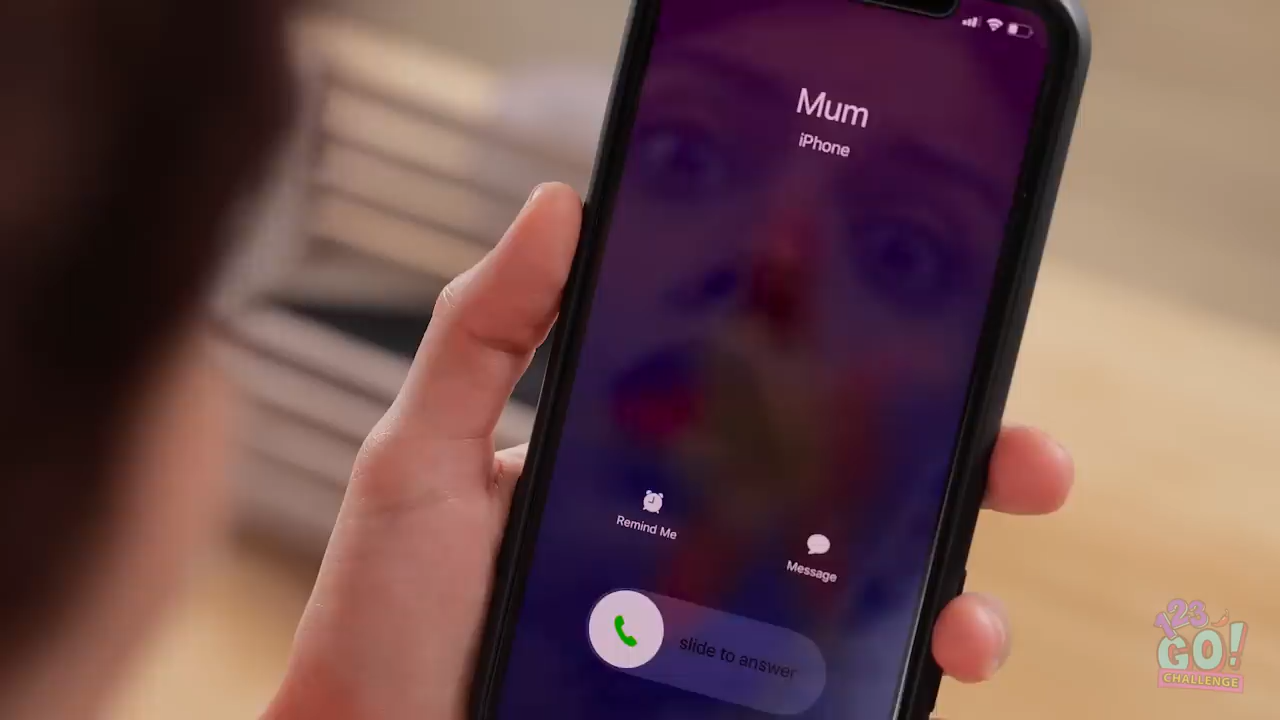 Mum
iPhone
Remind Me
Message
slide to answer
123
GO!
CHALLENGE